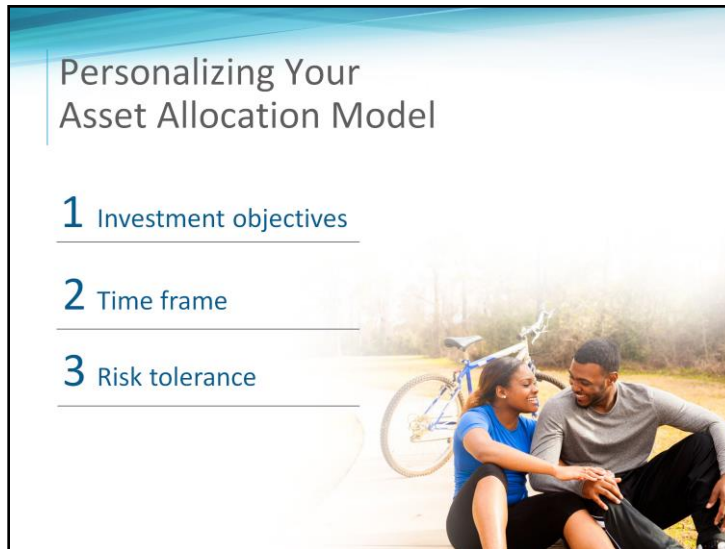 Personalizing Your
Asset Allocation Model
1 Investment objectives
2 Time frame
3 Risk tolerance